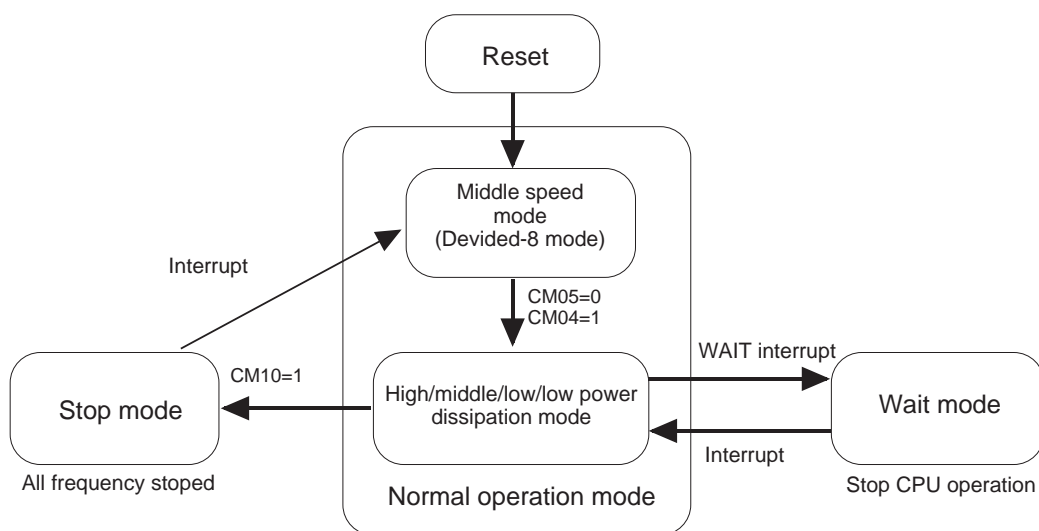 Reset
Middle speed
mode
(Devided-8 mode)
Interrupt
CM05=0
CM04=1
WAIT interrupt
CM10=1
Stop mode
High/middle/low/low power
dissipation mode
Wait mode
Interrupt
All frequency stoped
Normal operation mode
Stop CPU operation